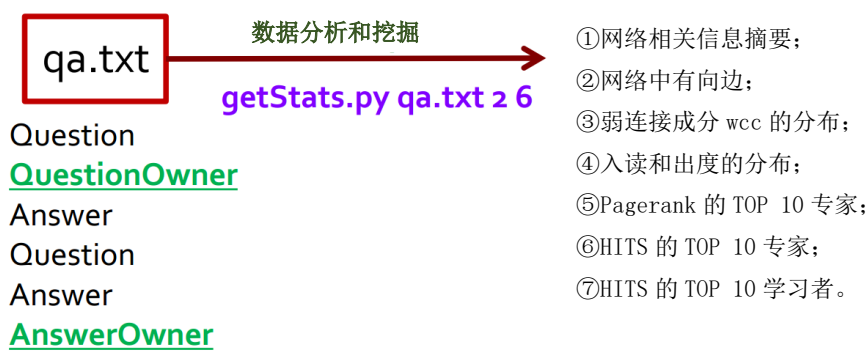 qa.txt
数据分析和挖掘
getStats.py qa.txt 2 6
Question
QuestionOwner
Answer
Question
Answer
AnswerOwner
①网络相关信息摘要；
②网络中有向边；
③弱连接成分 wcc 的分布；
④入读和出度的分布；
⑤Pagerank 的 TOP 10 专家；
⑥HITS 的 TOP 10 专家；
⑦HITS 的 TOP 10 学习者。